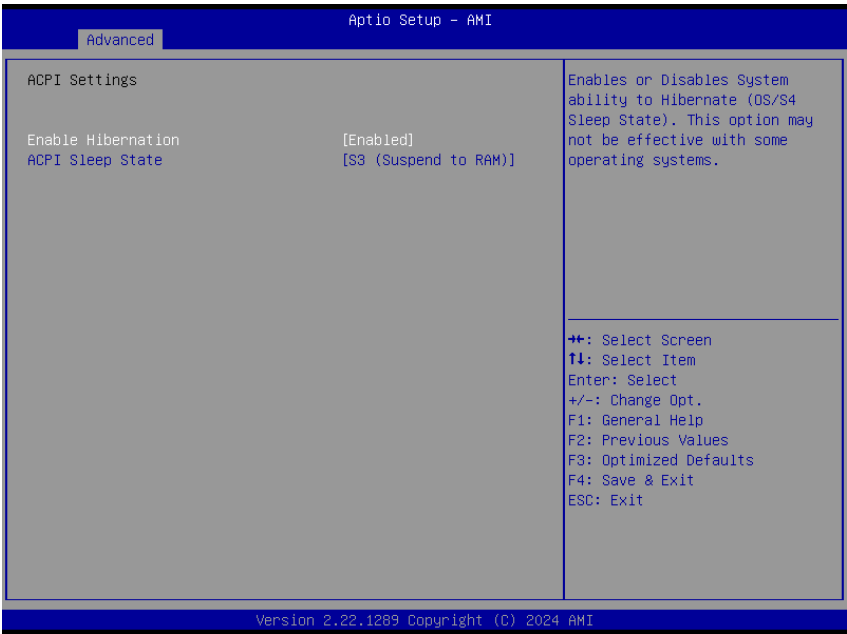 Aptio Setup – AMI
Advanced
ACPI Settings
Enable Hibernation [Enabled]
ACPI Sleep State [S3 (Suspend to RAM)]
Enables or Disables System
ability to Hibernate (OS/S4
Sleep State). This option may
not be effective with some
operating systems.
→←: Select Screen
↑↓: Select Item
Enter: Select
+/-: Change Opt.
F1: General Help
F2: Previous Values
F3: Optimized Defaults
F4: Save & Exit
ESC: Exit
Version 2.22.1289 Copyright (C) 2024 AMI